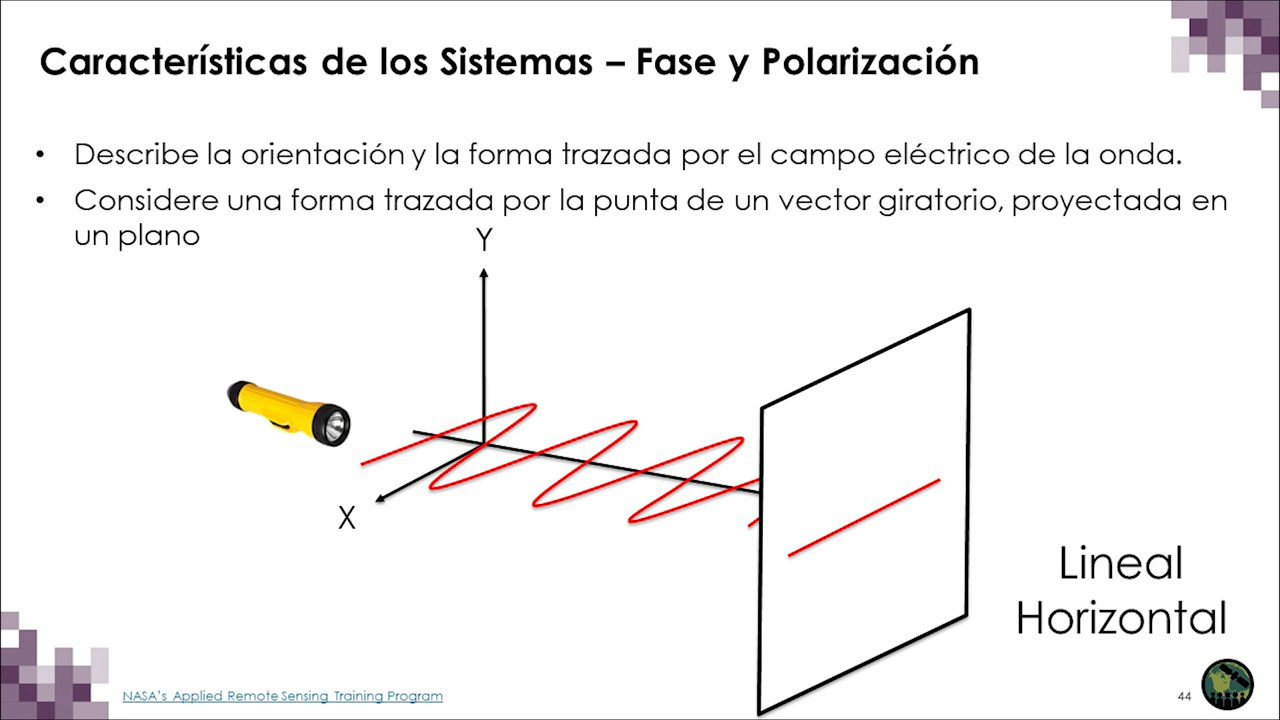 Características de los Sistemas – Fase y Polarización
• Describe la orientación y la forma trazada por el campo eléctrico de la onda.
• Considere una forma trazada por la punta de un vector giratorio, proyectada en
un plano
Y
X
Lineal
Horizontal
NASA's Applied Remote Sensing Training Program
44